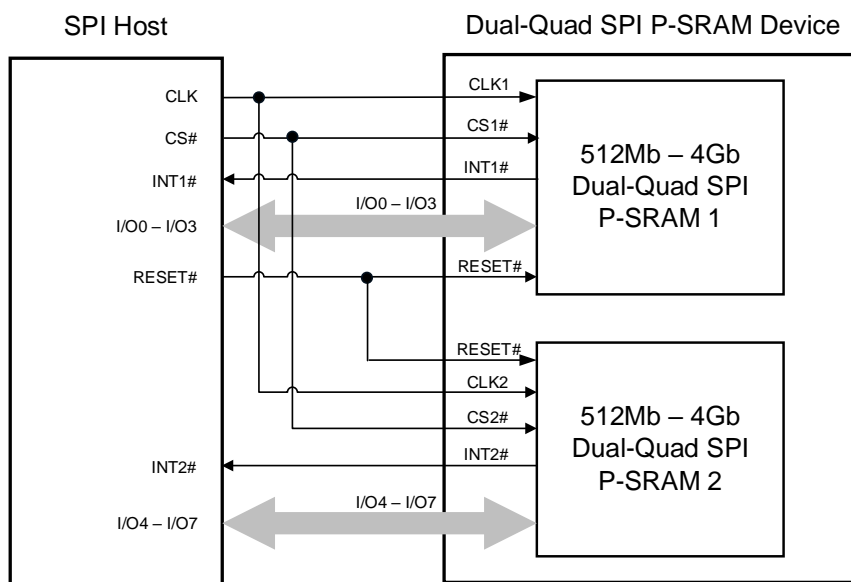 SPI Host
Dual-Quad SPI P-SRAM Device
CLK
CLK1
CS#
CS1#
INT1#
INT1#
I/O0 – I/O3
I/O0 – I/O3
RESET#
RESET#
512Mb – 4Gb
Dual-Quad SPI
P-SRAM 1
RESET#
CLK2
CS2#
INT2#
INT2#
I/O4 – I/O7
I/O4 – I/O7
512Mb – 4Gb
Dual-Quad SPI
P-SRAM 2